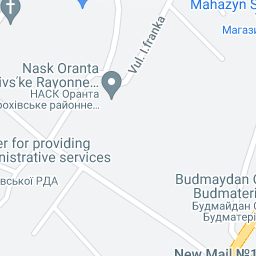 Mahazyn S
Магази
Vul. I.franka
Nask Oranta
ivs'ke Rayonne...
НАСК Оранта
рохівське районне...
er for providing
nistrative services
вської РДА
Budmaydan
Budmateri
Будмайдан
Будматері
New Mail №1